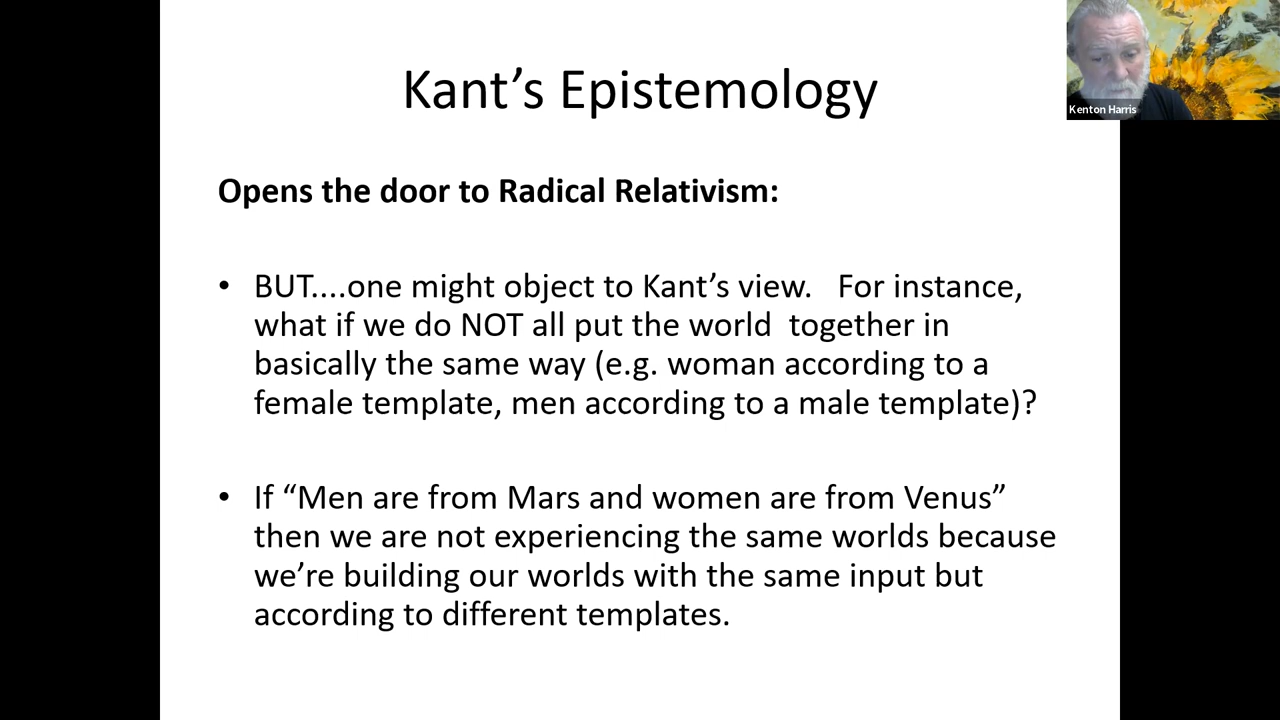 Kant’s Epistemology
Kenton Harris
Opens the door to Radical Relativism:
• BUT....one might object to Kant’s view.   For instance,
what if we do NOT all put the world  together in
basically the same way (e.g. woman according to a
female template, men according to a male template)?
• If “Men are from Mars and women are from Venus”
then we are not experiencing the same worlds because
we’re building our worlds with the same input but
according to different templates.